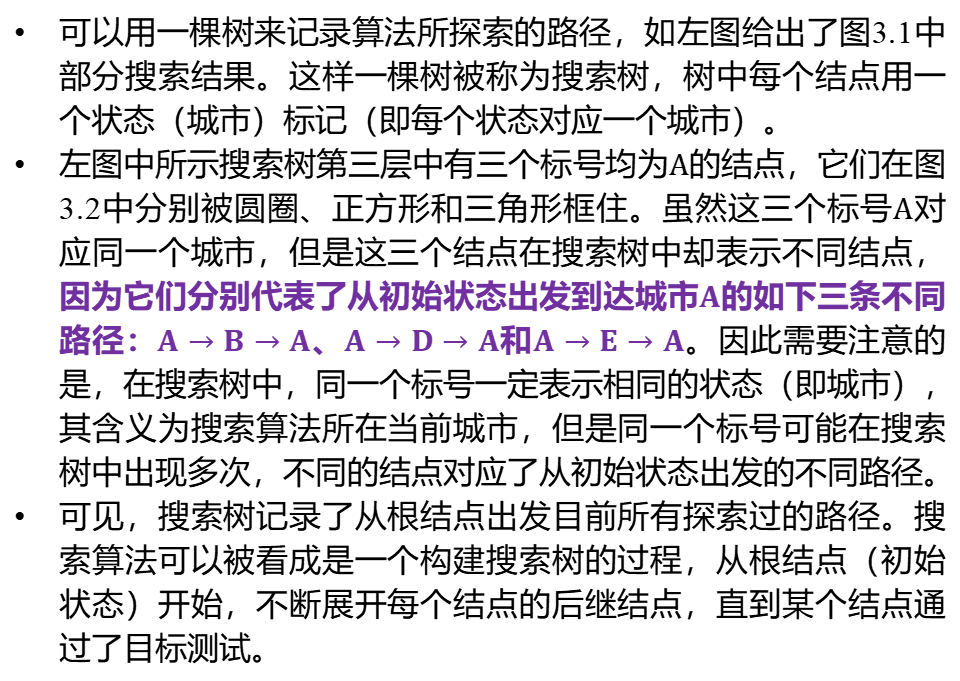 • 可以用一棵树来记录算法所探索的路径，如左图给出了图3.1中
部分搜索结果。这样一棵树被称为搜索树，树中每个结点用一
个状态（城市）标记（即每个状态对应一个城市）。
• 左图中所示搜索树第三层中有三个标号均为A的结点，它们在图
3.2中分别被圆圈、正方形和三角形框住。虽然这三个标号A对
应同一个城市，但是这三个结点在搜索树中却表示不同结点，
因为它们分别代表了从初始状态出发到达城市A的如下三条不同
路径：A → B → A、A → D → A和A → E → A。因此需要注意的
是，在搜索树中，同一个标号一定表示相同的状态（即城市），
其含义为搜索算法所在当前城市，但是同一个标号可能在搜索
树中出现多次，不同的结点对应了从初始状态出发的不同路径。
• 可见，搜索树记录了从根结点出发目前所有探索过的路径。搜
索算法可以被看成是一个构建搜索树的过程，从根结点（初始
状态）开始，不断展开每个结点的后继结点，直到某个结点通
过了目标测试。